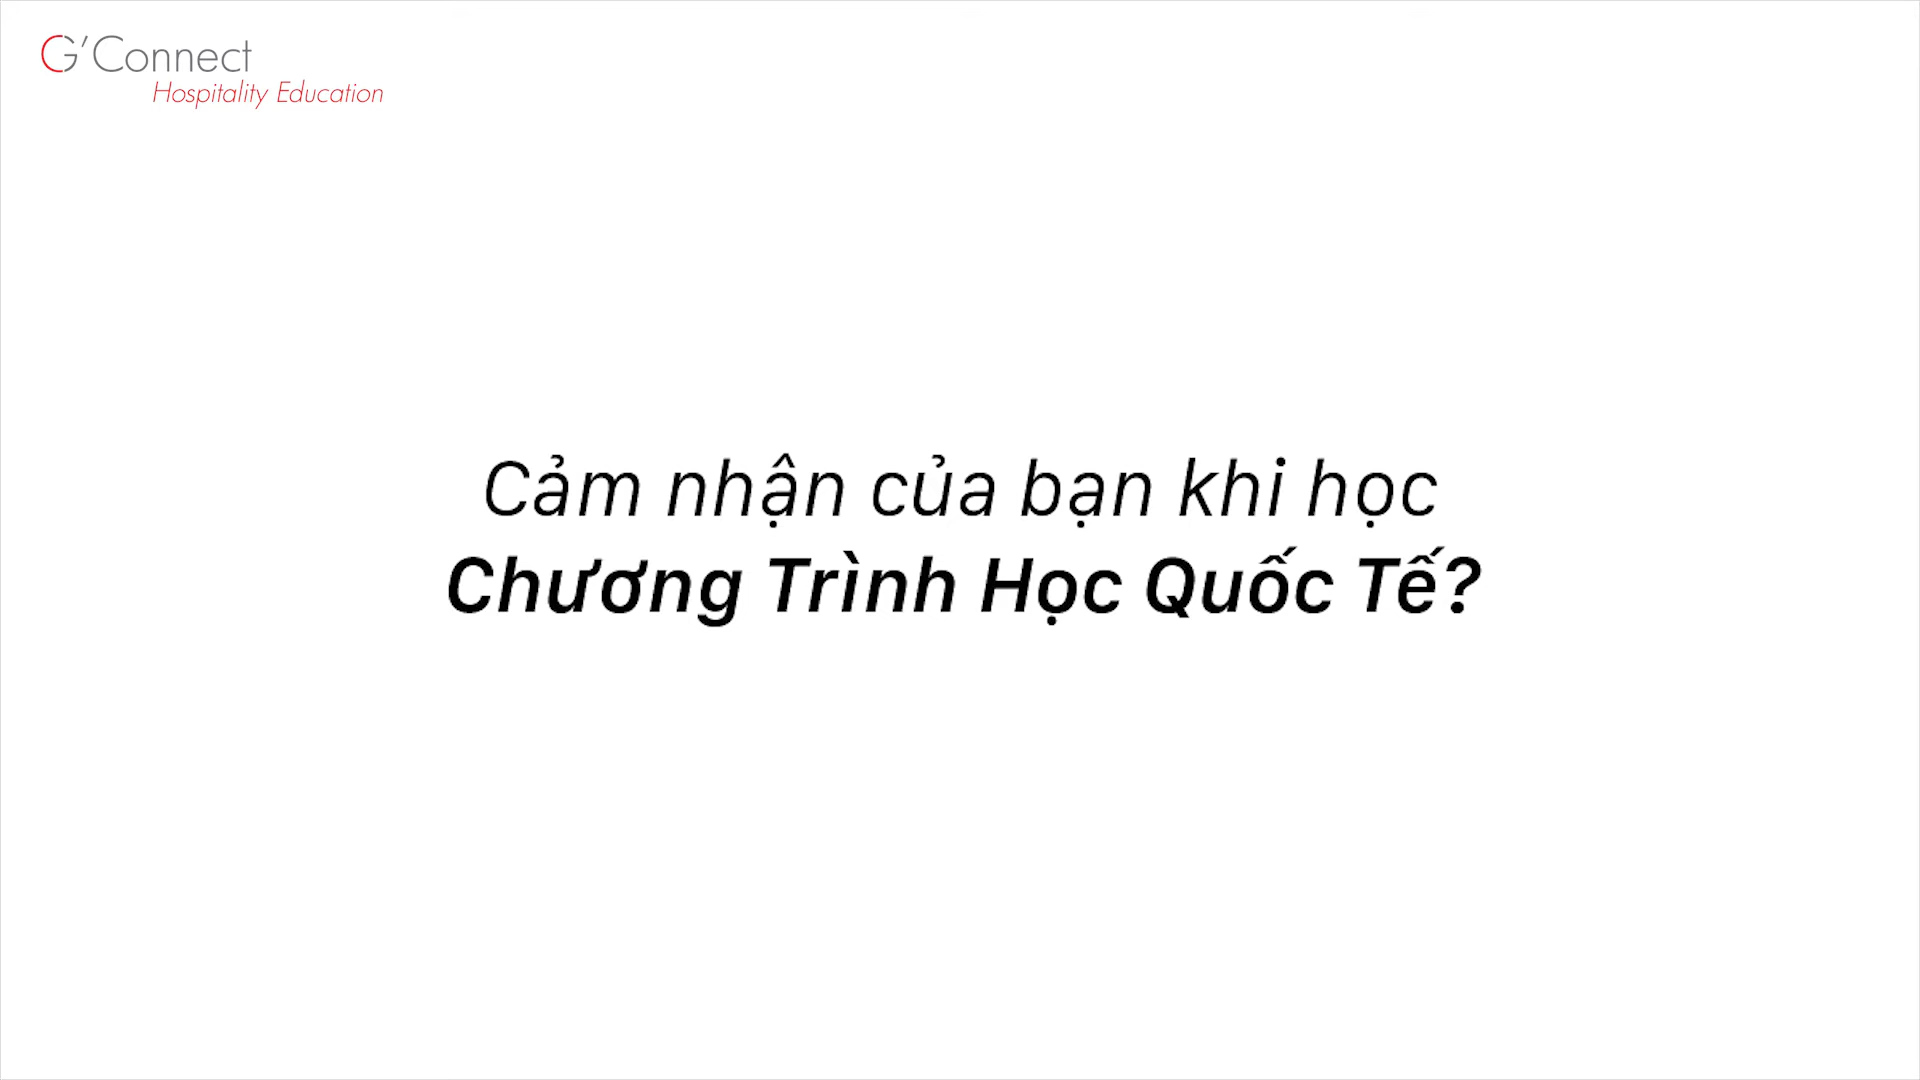 G'Connect
Hospitality Education
Cảm nhận của bạn khi học
Chương Trình Học Quốc Tế?